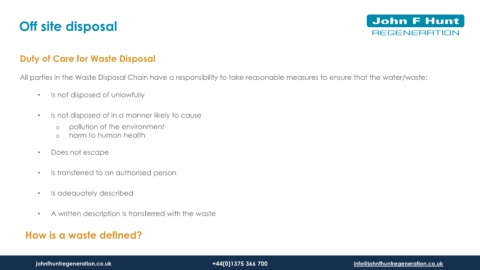 Off site disposal
John F Hunt
REGENERATION
Duty of Care for Waste Disposal
All parties in the Waste Disposal Chain have a responsibility to take reasonable measures to ensure that the water/waste:
• Is not disposed of unlawfully
• Is not disposed of in a manner likely to cause
o pollution of the environment
o harm to human health
• Does not escape
• Is transferred to an authorised person
• Is adequately described
• A written description is transferred with the waste
How is a waste defined?
johnfhuntregeneration.co.uk +44(0)1375 366 700 info@johnfhuntregeneration.co.uk